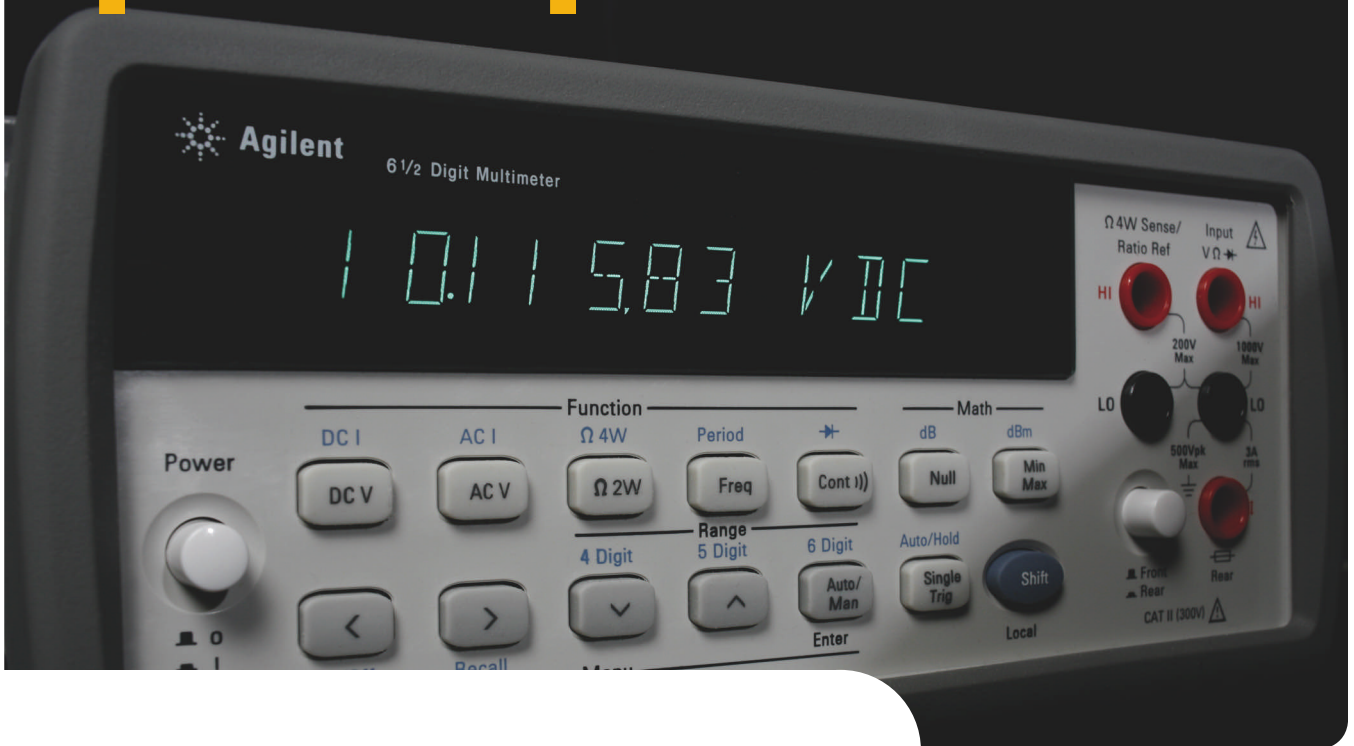 Agilent
6 1/2 Digit Multimeter
10.115,83 VDC
Ω 4W Sense/
Ratio Ref
Input
V Ω
HI
HI
200V
Max
1000V
Max
LO
LO
500Vpk
Max
3A
rms
I
Front
Rear
Rear
CAT II (300V)
Power
O
I
Function
DC I
AC I
Ω 4W
Period
DC V
AC V
Ω 2W
Freq
Cont
Math
dB
dBm
Null
Min
Max
Range
4 Digit
5 Digit
6 Digit
Auto/Hold
<
>
Auto/
Man
Single
Trig
Shift
Enter
Local
Recall
Menu